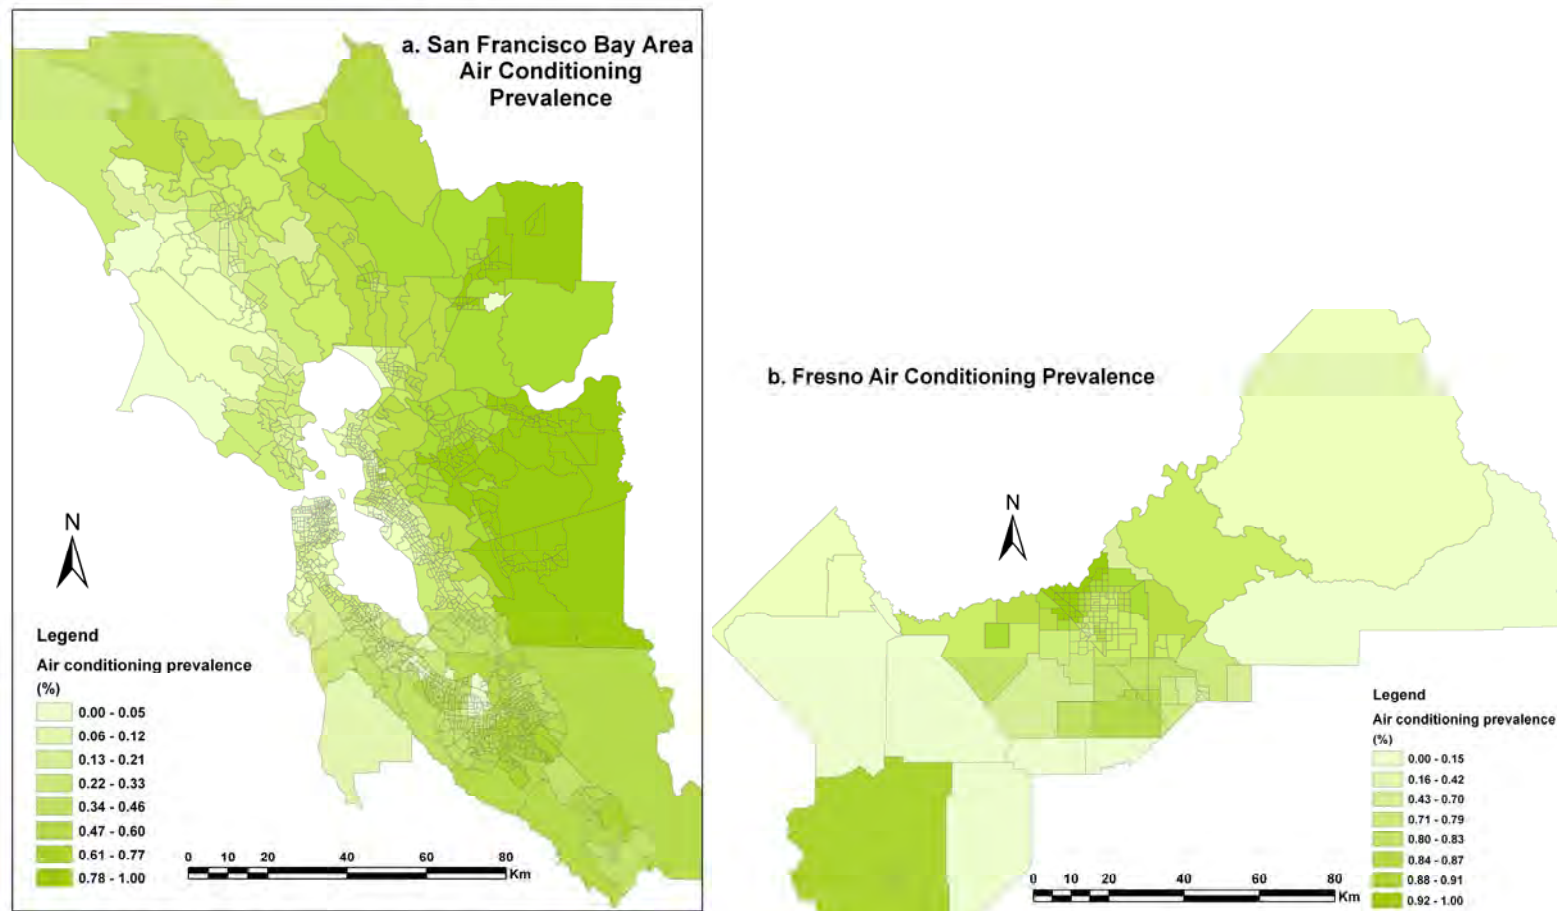 a. San Francisco Bay Area
Air Conditioning
Prevalence
N
Legend
Air conditioning prevalence
(%)
0.00 - 0.05
0.06 - 0.12
0.13 - 0.21
0.22 - 0.33
0.34 - 0.46
0.47 - 0.60
0.61 - 0.77
0.78 - 1.00
0 10 20 40 60 80
Km
b. Fresno Air Conditioning Prevalence
N
Legend
Air conditioning prevalence
(%)
0.00 - 0.15
0.16 - 0.42
0.43 - 0.70
0.71 - 0.79
0.80 - 0.83
0.84 - 0.87
0.88 - 0.91
0.92 - 1.00
0 10 20 40 60 80
Km